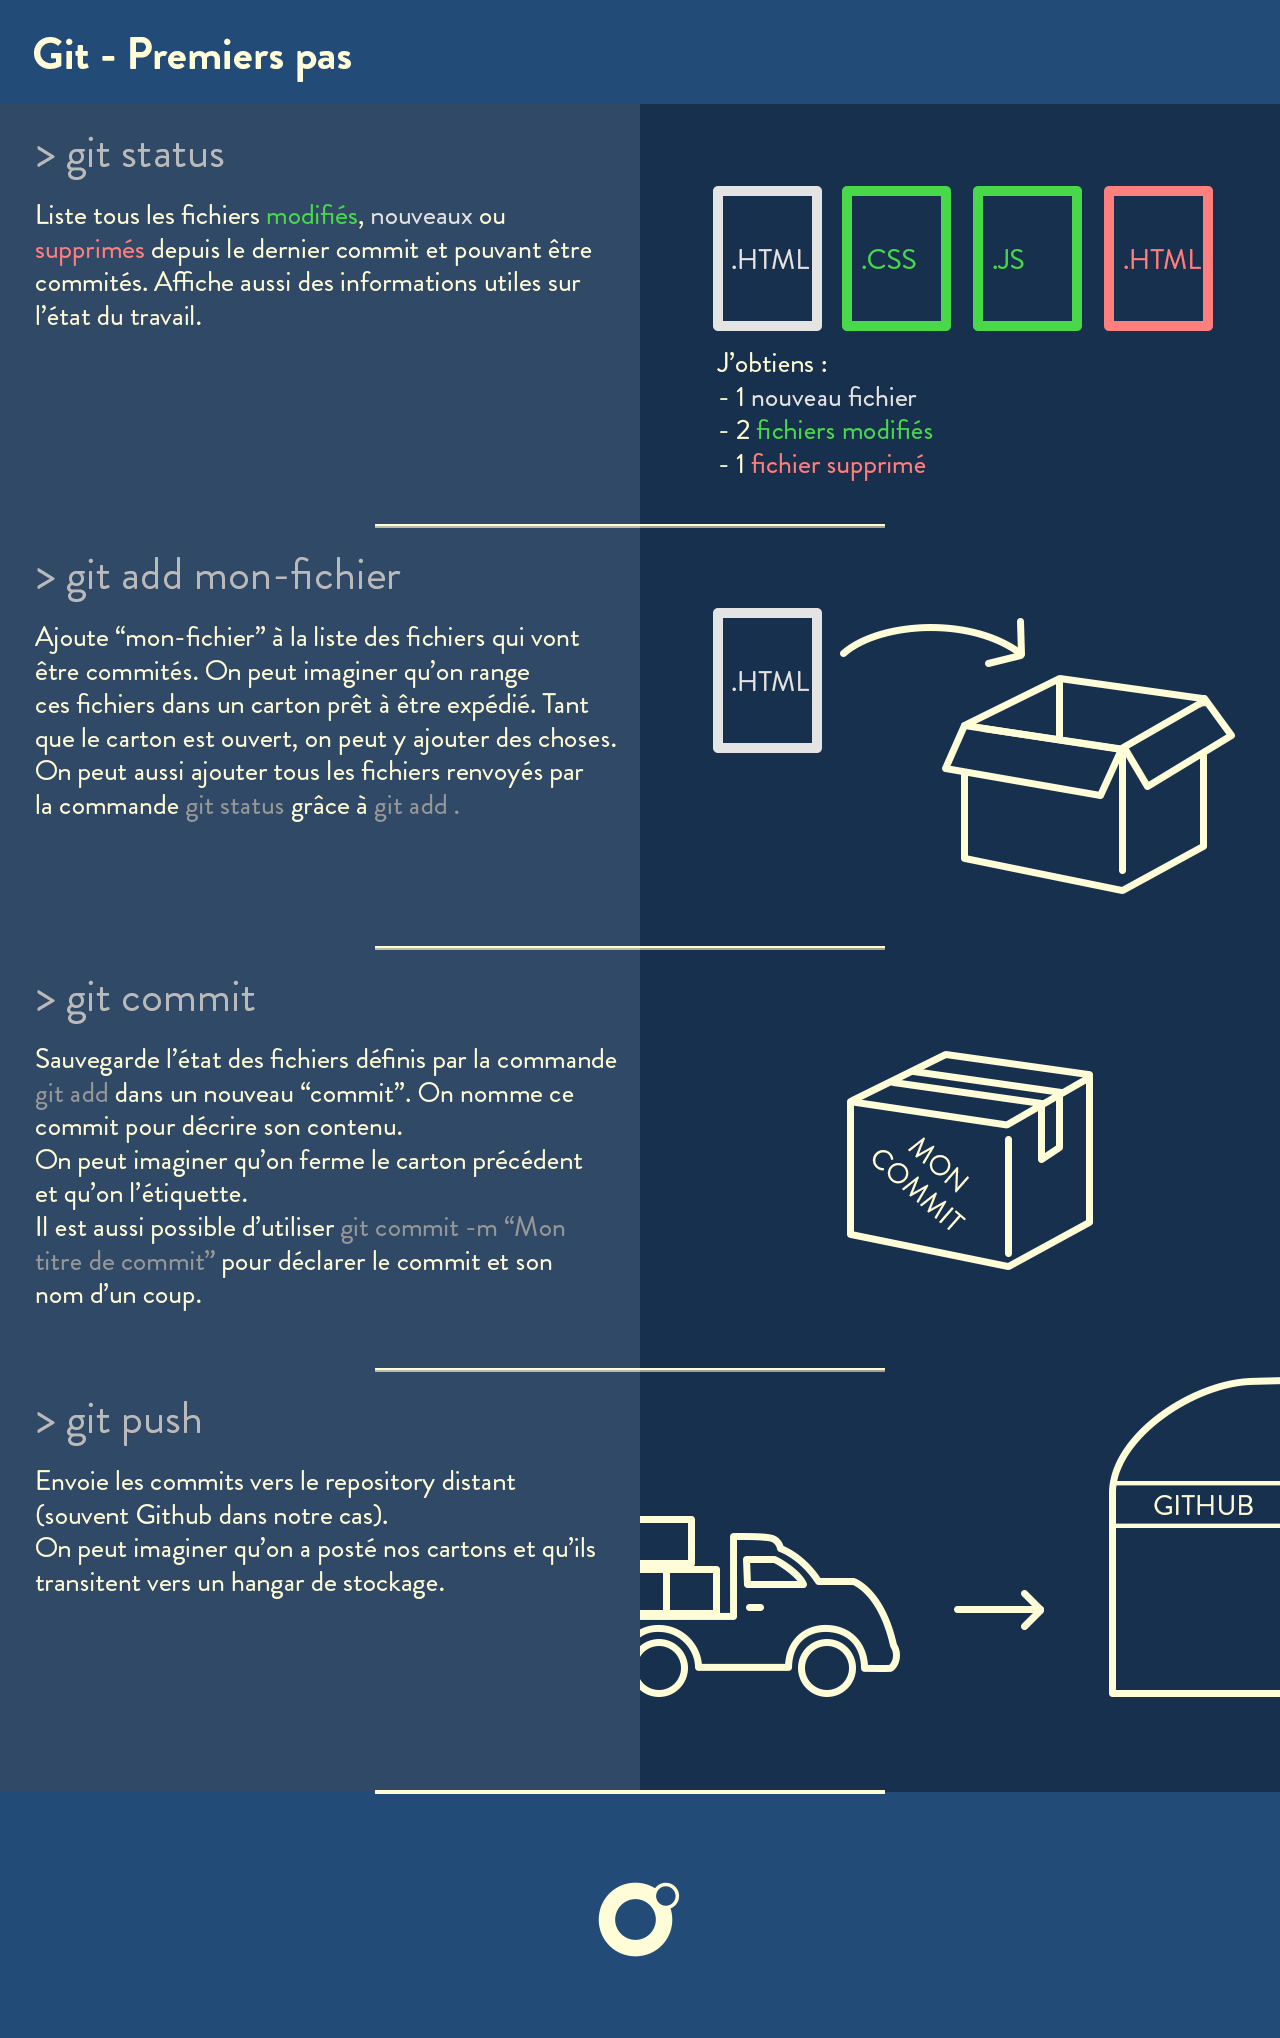 Git - Premiers pas
> git status
Liste tous les fichiers modifiés, nouveaux ou
supprimés depuis le dernier commit et pouvant être
commités. Affiche aussi des informations utiles sur
l’état du travail.
.HTML .CSS .JS .HTML
J’obtiens :
- 1 nouveau fichier
- 2 fichiers modifiés
- 1 fichier supprimé
> git add mon-fichier
Ajoute “mon-fichier” à la liste des fichiers qui vont
être commités. On peut imaginer qu’on range
ces fichiers dans un carton prêt à être expédié. Tant
que le carton est ouvert, on peut y ajouter des choses.
On peut aussi ajouter tous les fichiers renvoyés par
la commande git status grâce à git add .
.HTML
> git commit
Sauvegarde l’état des fichiers définis par la commande
git add dans un nouveau “commit”. On nomme ce
commit pour décrire son contenu.
On peut imaginer qu’on ferme le carton précédent
et qu’on l’étiquette.
Il est aussi possible d’utiliser git commit -m “Mon
titre de commit” pour déclarer le commit et son
nom d’un coup.
MON
COMMIT
> git push
Envoie les commits vers le repository distant
(souvent Github dans notre cas).
On peut imaginer qu’on a posté nos cartons et qu’ils
transitent vers un hangar de stockage.
GITHUB